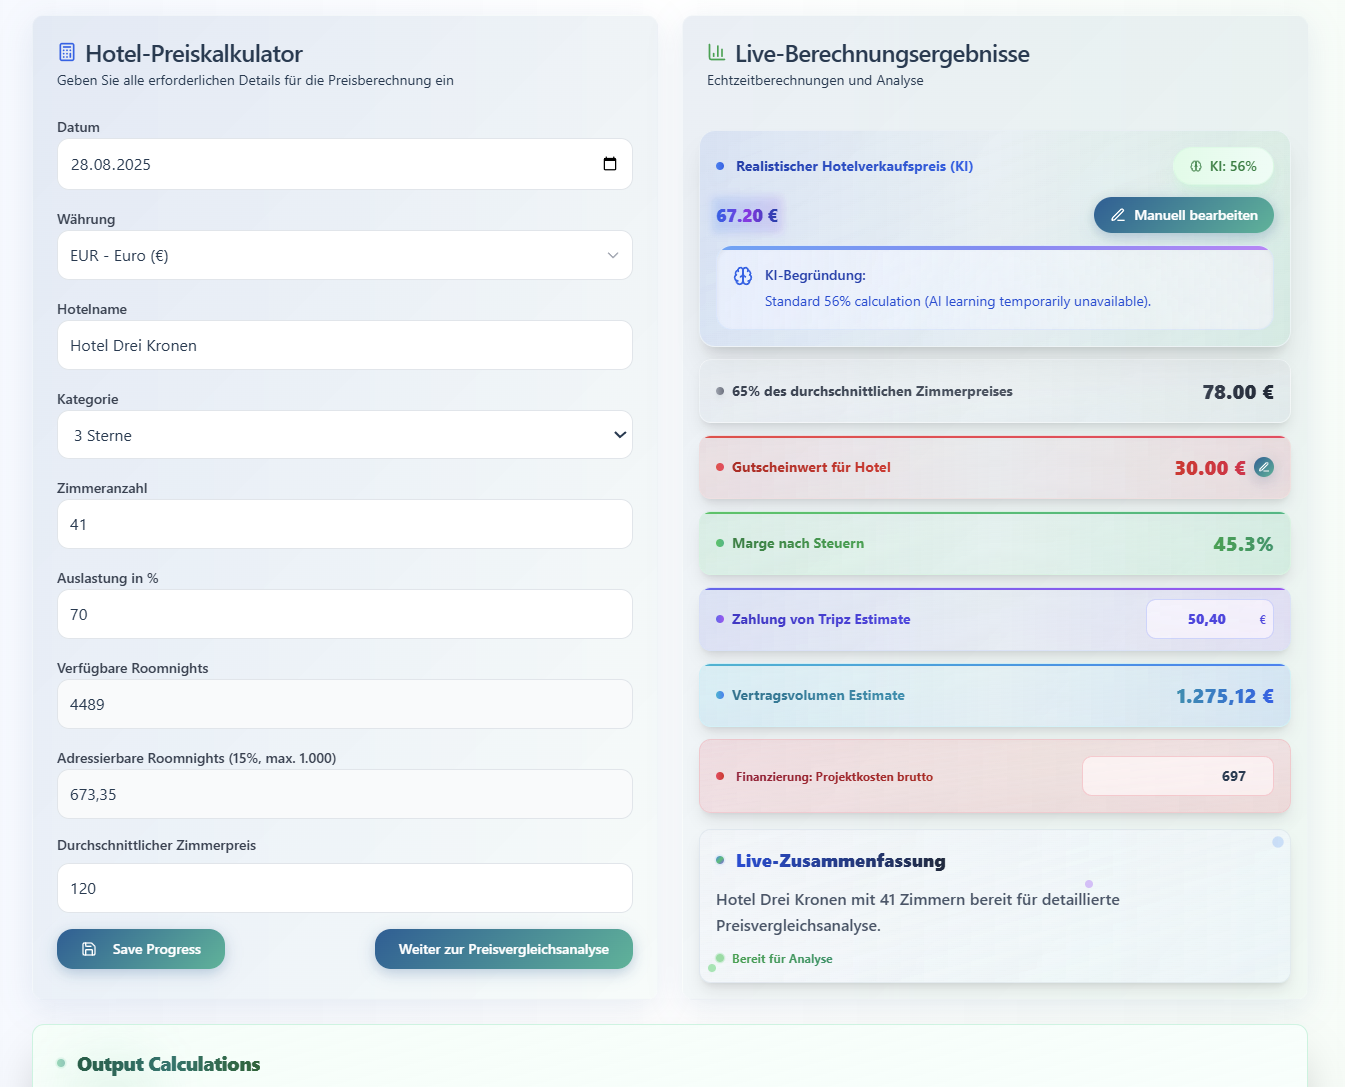 Hotel-Preiskalkulator
Geben Sie alle erforderlichen Details für die Preisberechnung ein
Datum
28.08.2025
Währung
EUR - Euro (€)
Hotelname
Hotel Drei Kronen
Kategorie
3 Sterne
Zimmeranzahl
41
Auslastung in %
70
Verfügbare Roomnights
4489
Adressierbare Roomnights (15%, max. 1.000)
673,35
Durchschnittlicher Zimmerpreis
120
Save Progress
Weiter zur Preisvergleichsanalyse
Live-Berechnungsergebnisse
Echtzeitberechnungen und Analyse
Realistischer Hotelverkaufspreis (KI)
KI: 56%
67.20 €
Manuell bearbeiten
KI-Begründung:
Standard 56% calculation (AI learning temporarily unavailable).
65% des durchschnittlichen Zimmerpreises
78.00 €
Gutscheinwert für Hotel
30.00 €
Marge nach Steuern
45.3%
Zahlung von Tripz Estimate
50,40 €
Vertragsvolumen Estimate
1.275,12 €
Finanzierung: Projektkosten brutto
697
Live-Zusammenfassung
Hotel Drei Kronen mit 41 Zimmern bereit für detaillierte
Preisvergleichsanalyse.
Bereit für Analyse
Output Calculations